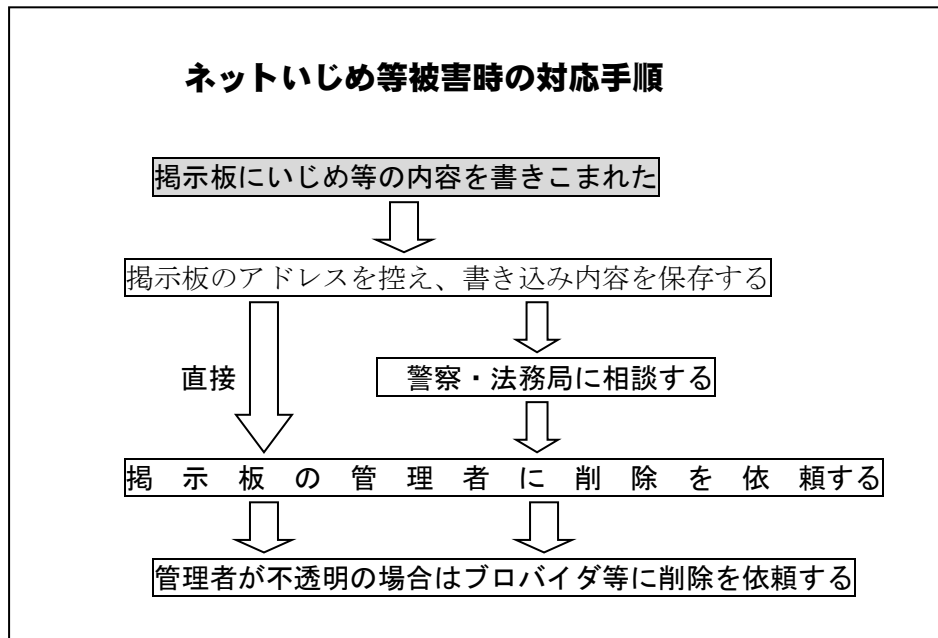 ネットいじめ等被害時の対応手順
掲示板にいじめ等の内容を書きこまれた
掲示板のアドレスを控え、書き込み内容を保存する
直接
警察・法務局に相談する
掲示板の管理者に削除を依頼する
管理者が不透明の場合はブロバイダ等に削除を依頼する